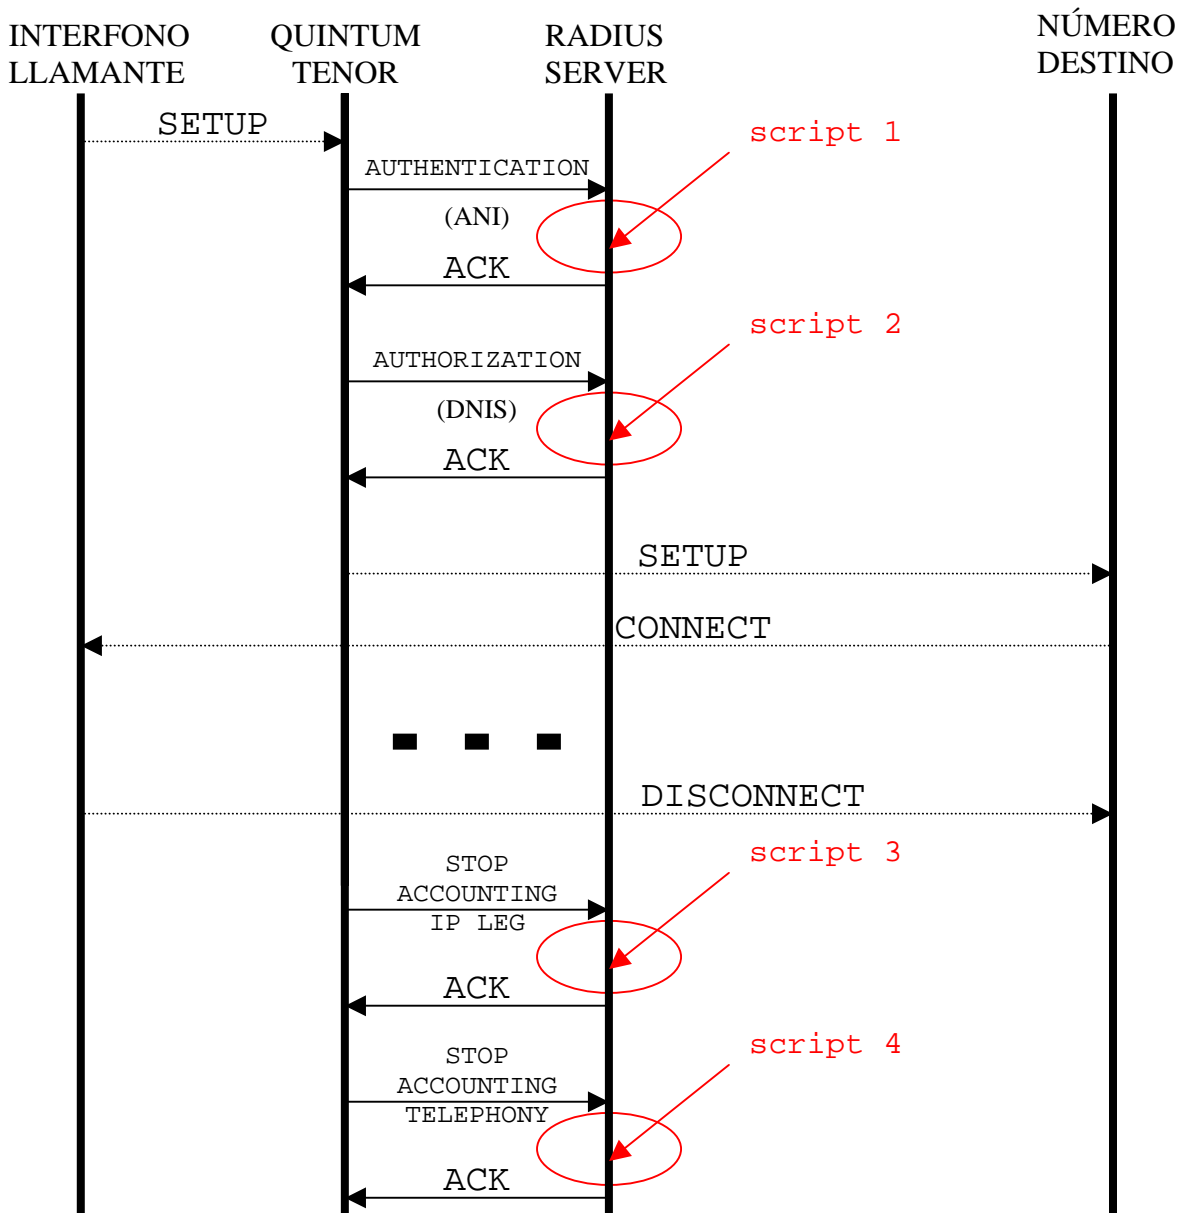 INTERFONO
LLAMANTE
QUINTUM
TENOR
RADIUS
SERVER
NÚMERO
DESTINO
SETUP
script 1
AUTHENTICATION
(ANI)
ACK
script 2
AUTHORIZATION
(DNIS)
ACK
SETUP
CONNECT
DISCONNECT
script 3
STOP
ACCOUNTING
IP LEG
ACK
script 4
STOP
ACCOUNTING
TELEPHONY
ACK